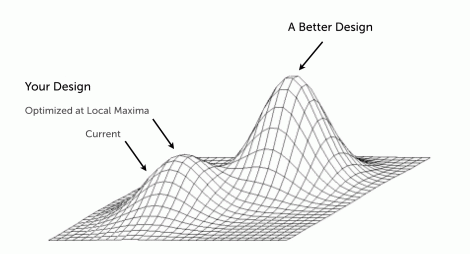 A Better Design
Your Design
Optimized at Local Maxima
Current